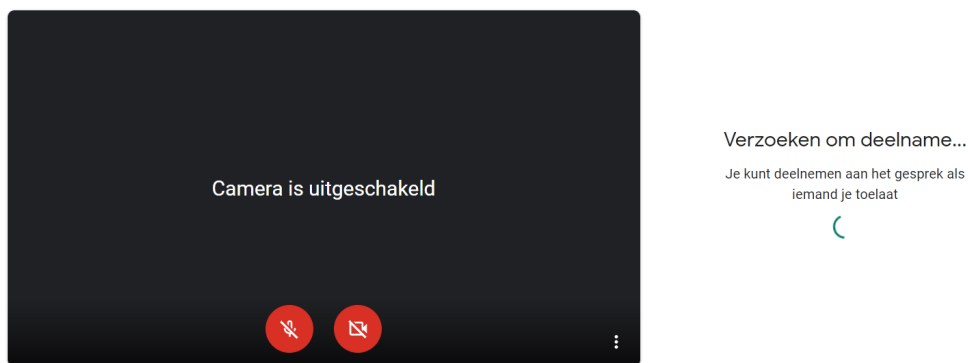 Camera is uitgeschakeld
Verzoeken om deelname...
Je kunt deelnemen aan het gesprek als
iemand je toelaat